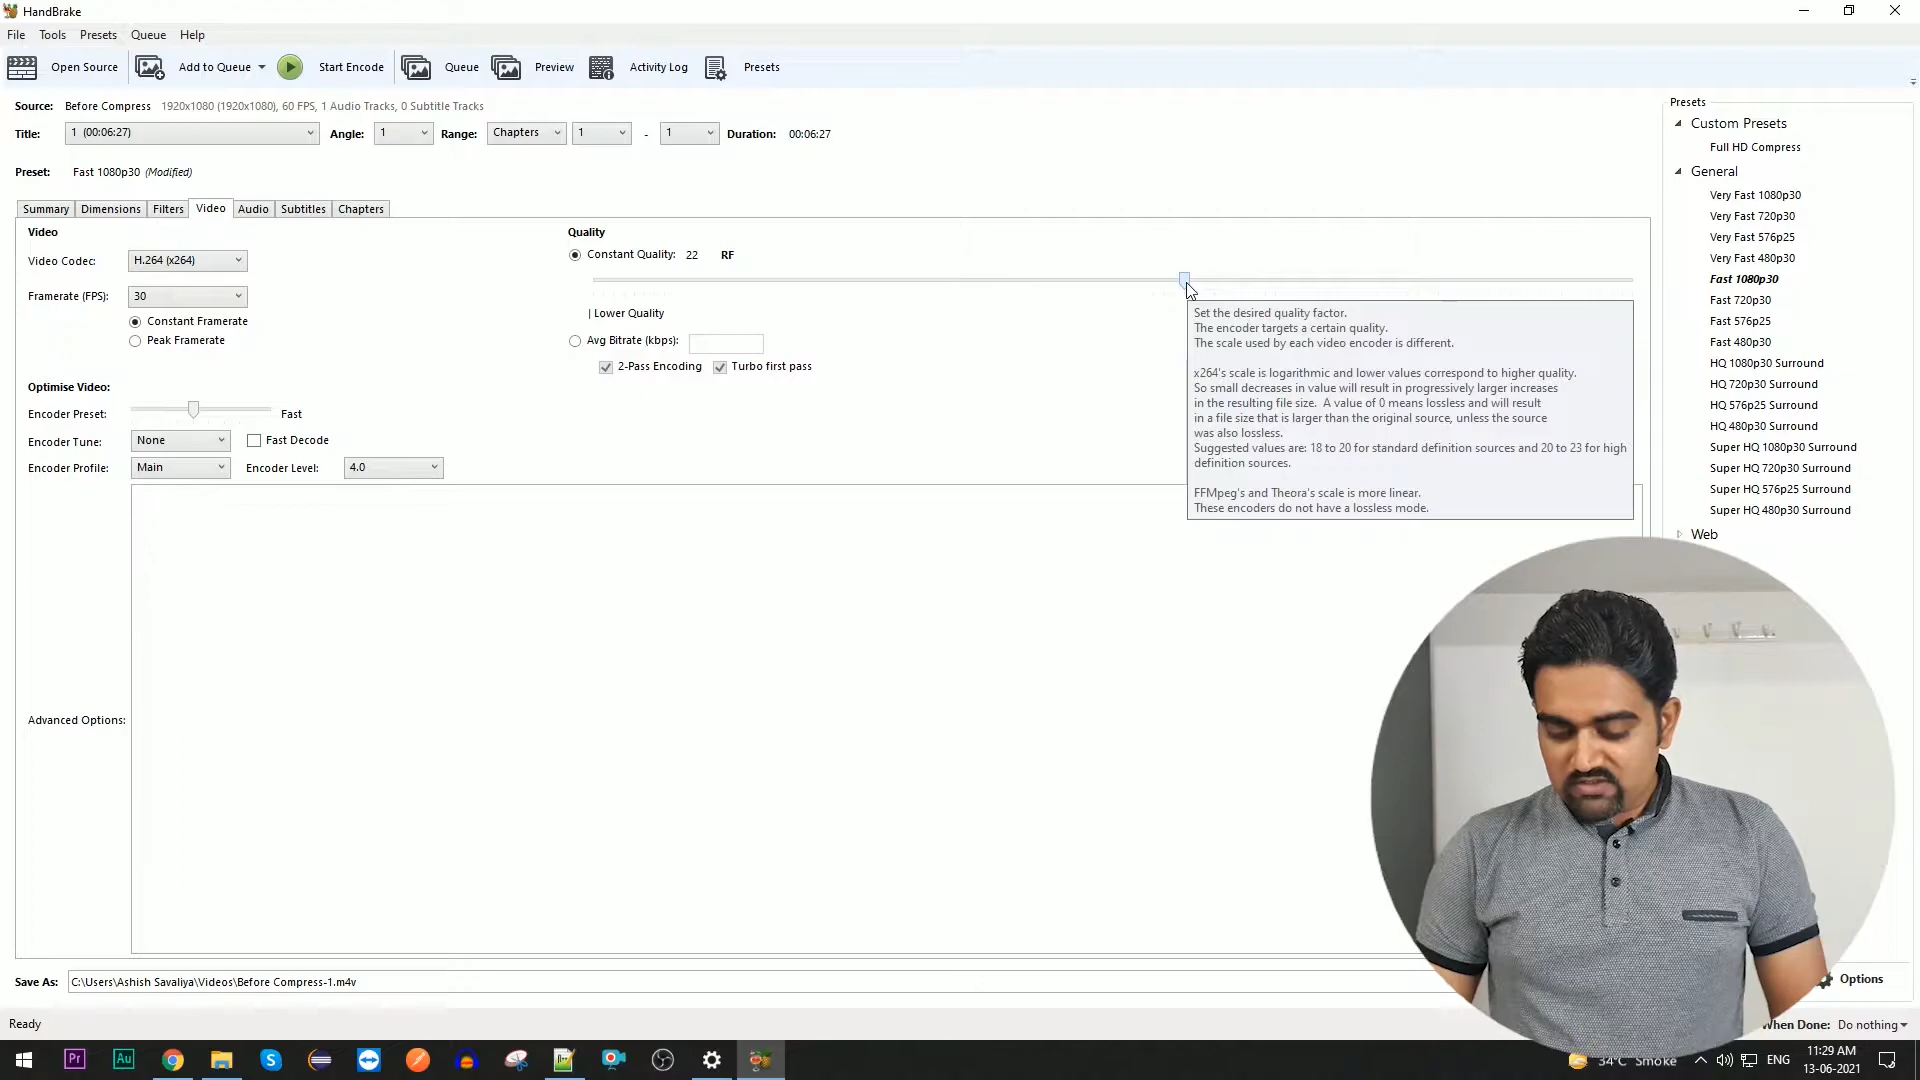 HandBrake
File Tools Presets Queue Help
Open Source Add to Queue Start Encode Queue Preview Activity Log Presets
Source: Before Compress 1920x1080 (1920x1080), 60 FPS, 1 Audio Tracks, 0 Subtitle Tracks
Title: 1 (00:06:27) Angle: 1 Range: Chapters 1 - 1 Duration: 00:06:27
Preset: Fast 1080p30 (Modified)
Summary Dimensions Filters Video Audio Subtitles Chapters
Video
Video Codec: H.264 (x264)
Framerate (FPS): 30
Constant Framerate
Peak Framerate
Optimise Video:
Encoder Preset: Fast
Encoder Tune: None Fast Decode
Encoder Profile: Main Encoder Level: 4.0
Advanced Options:
Quality
Constant Quality: 22 RF
| Lower Quality
Avg Bitrate (kbps):
2-Pass Encoding Turbo first pass
Set the desired quality factor.
The encoder targets a certain quality.
The scale used by each video encoder is different.
x264's scale is logarithmic and lower values correspond to higher quality.
So small decreases in value will result in progressively larger increases
in the resulting file size. A value of 0 means lossless and will result
in a file size that is larger than the original source, unless the source
was also lossless.
Suggested values are: 18 to 20 for standard definition sources and 20 to 23 for high
definition sources.
FFMpeg's and Theora's scale is more linear.
These encoders do not have a lossless mode.
Presets
Custom Presets
Full HD Compress
General
Very Fast 1080p30
Very Fast 720p30
Very Fast 576p25
Very Fast 480p30
Fast 1080p30
Fast 720p30
Fast 576p25
Fast 480p30
HQ 1080p30 Surround
HQ 720p30 Surround
HQ 576p25 Surround
HQ 480p30 Surround
Super HQ 1080p30 Surround
Super HQ 720p30 Surround
Super HQ 576p25 Surround
Super HQ 480p30 Surround
Web
Options
Save As: C:\Users\Ashish Savaliya\Videos\Before Compress-1.m4v
Ready
When Done: Do nothing
Pr Au
34°C Smoke ENG
11:29 AM
13-06-2021